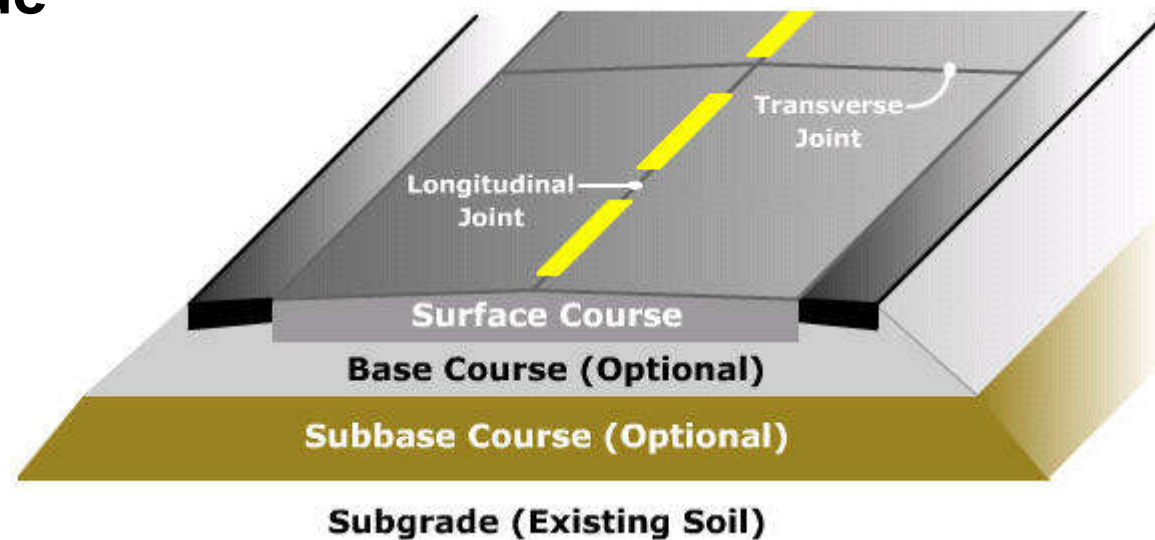 Transverse
Joint
Longitudinal
Joint
Surface Course
Base Course (Optional)
Subbase Course (Optional)
Subgrade (Existing Soil)